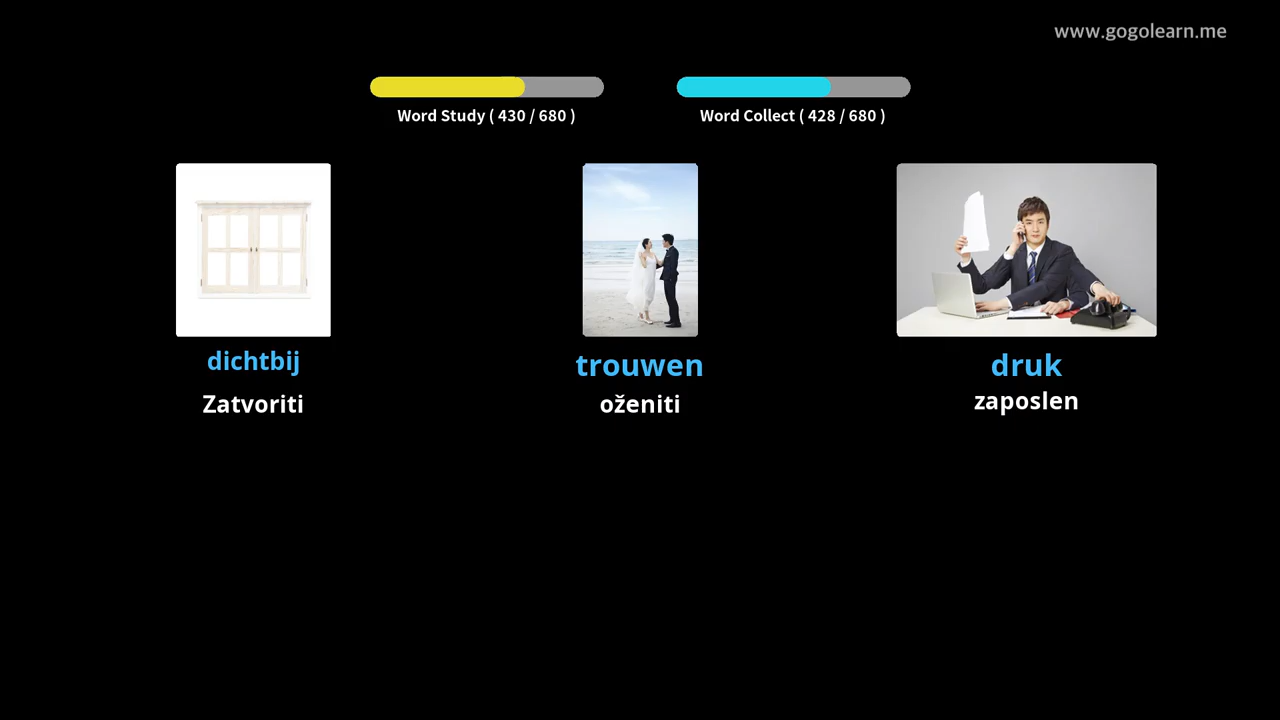 www.gogolearn.me
Word Study ( 430 / 680 )
Word Collect ( 428 / 680 )
dichtbij
Zatvoriti
trouwen
oženiti
druk
zaposlen